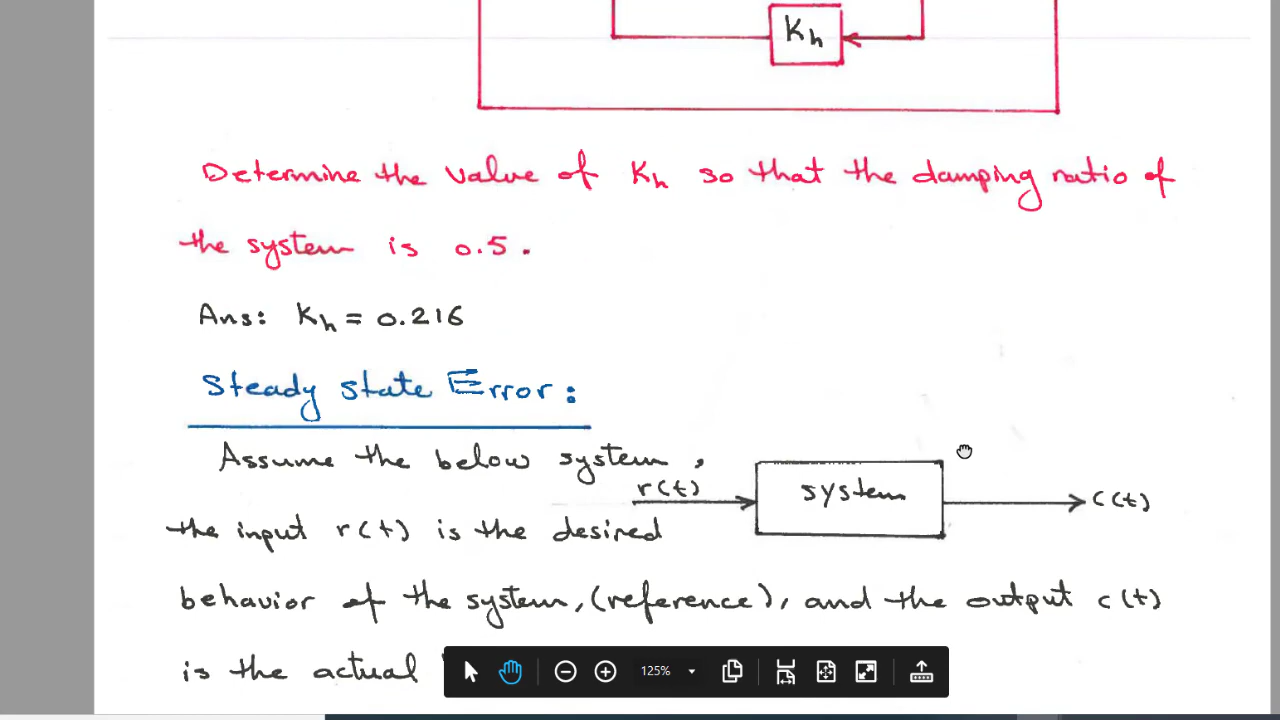 Kh
Determine the value of Kh so that the damping ratio of
the system is 0.5.
Ans: Kh = 0.216
Steady state Error:
Assume the below system,
r(t) system c(t)
the input r(t) is the desired
behavior of the system, (reference), and the output c(t)
is the actual
125%